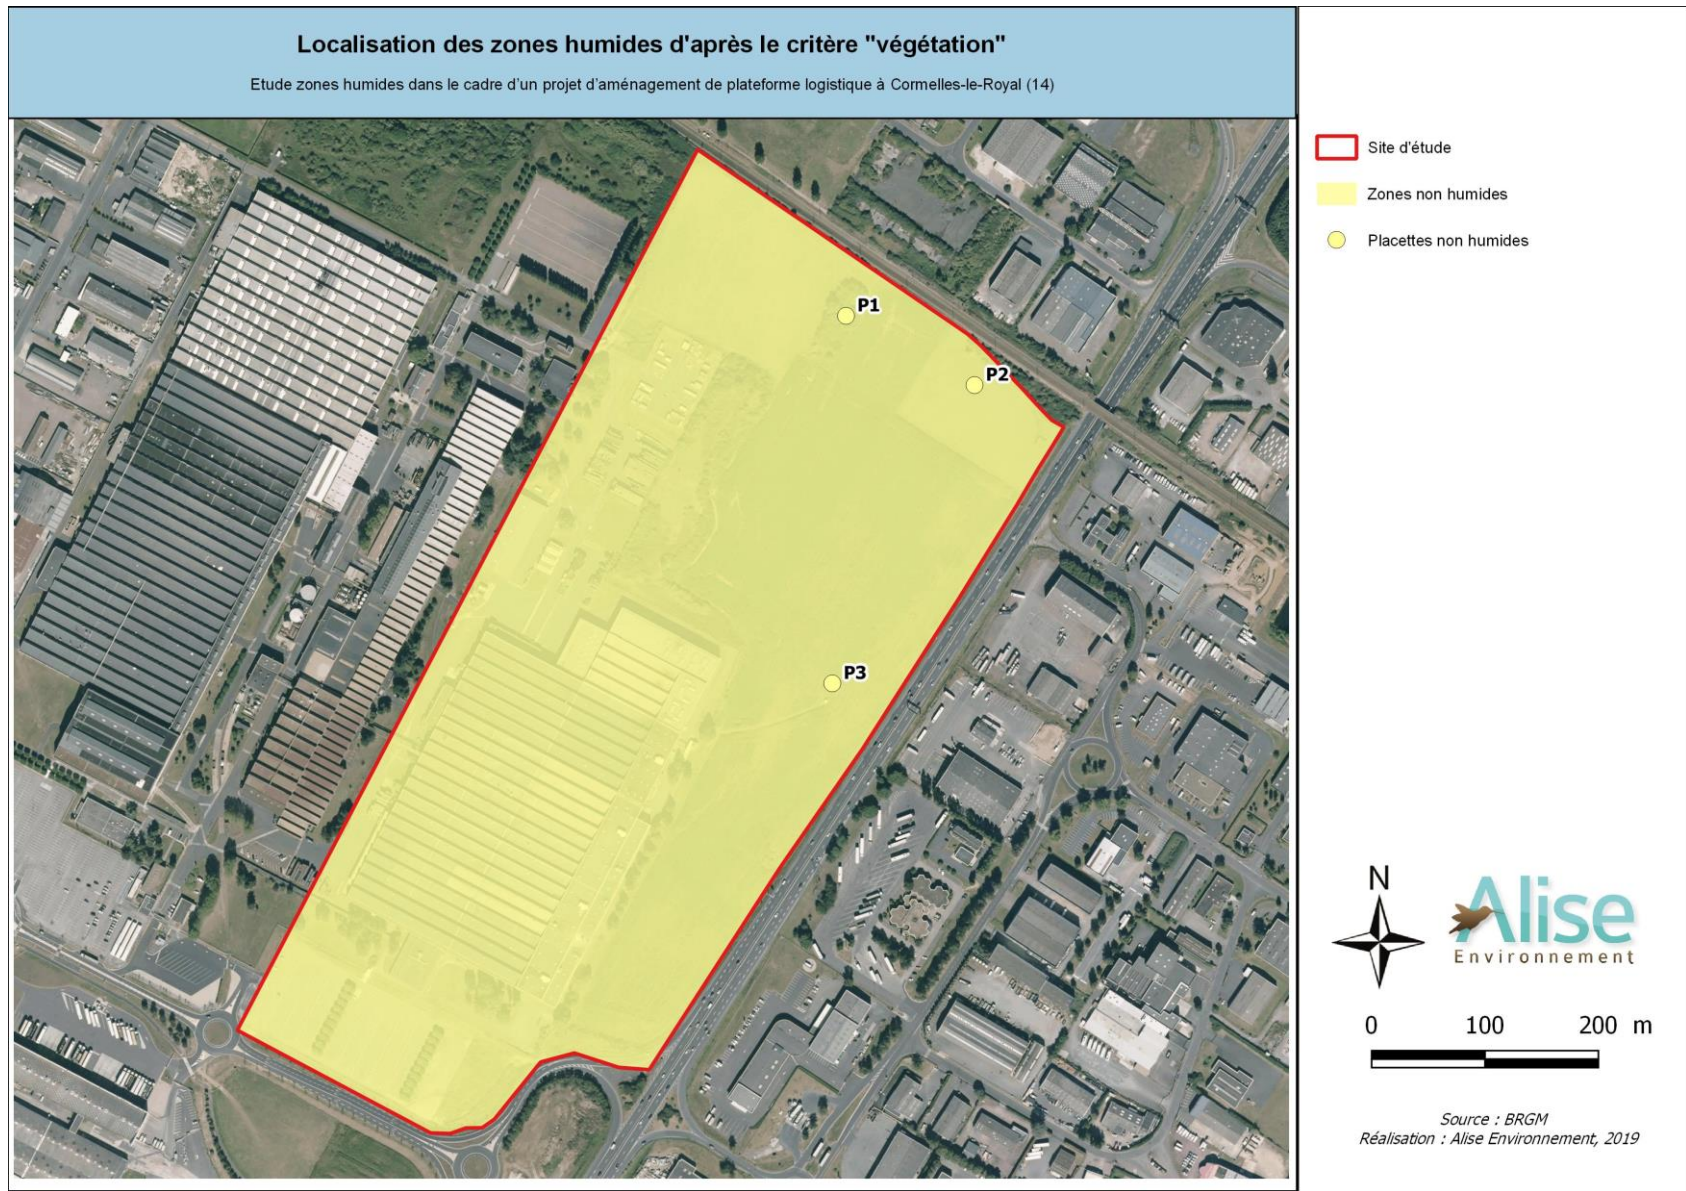 Localisation des zones humides d'après le critère "végétation"
Etude zones humides dans le cadre d'un projet d'aménagement de plateforme logistique à Cormelles-le-Royal (14)
Site d'étude
Zones non humides
Placettes non humides
P1
P2
P3
N
Alise
Environnement
0 100 200 m
Source : BRGM
Réalisation : Alise Environnement, 2019